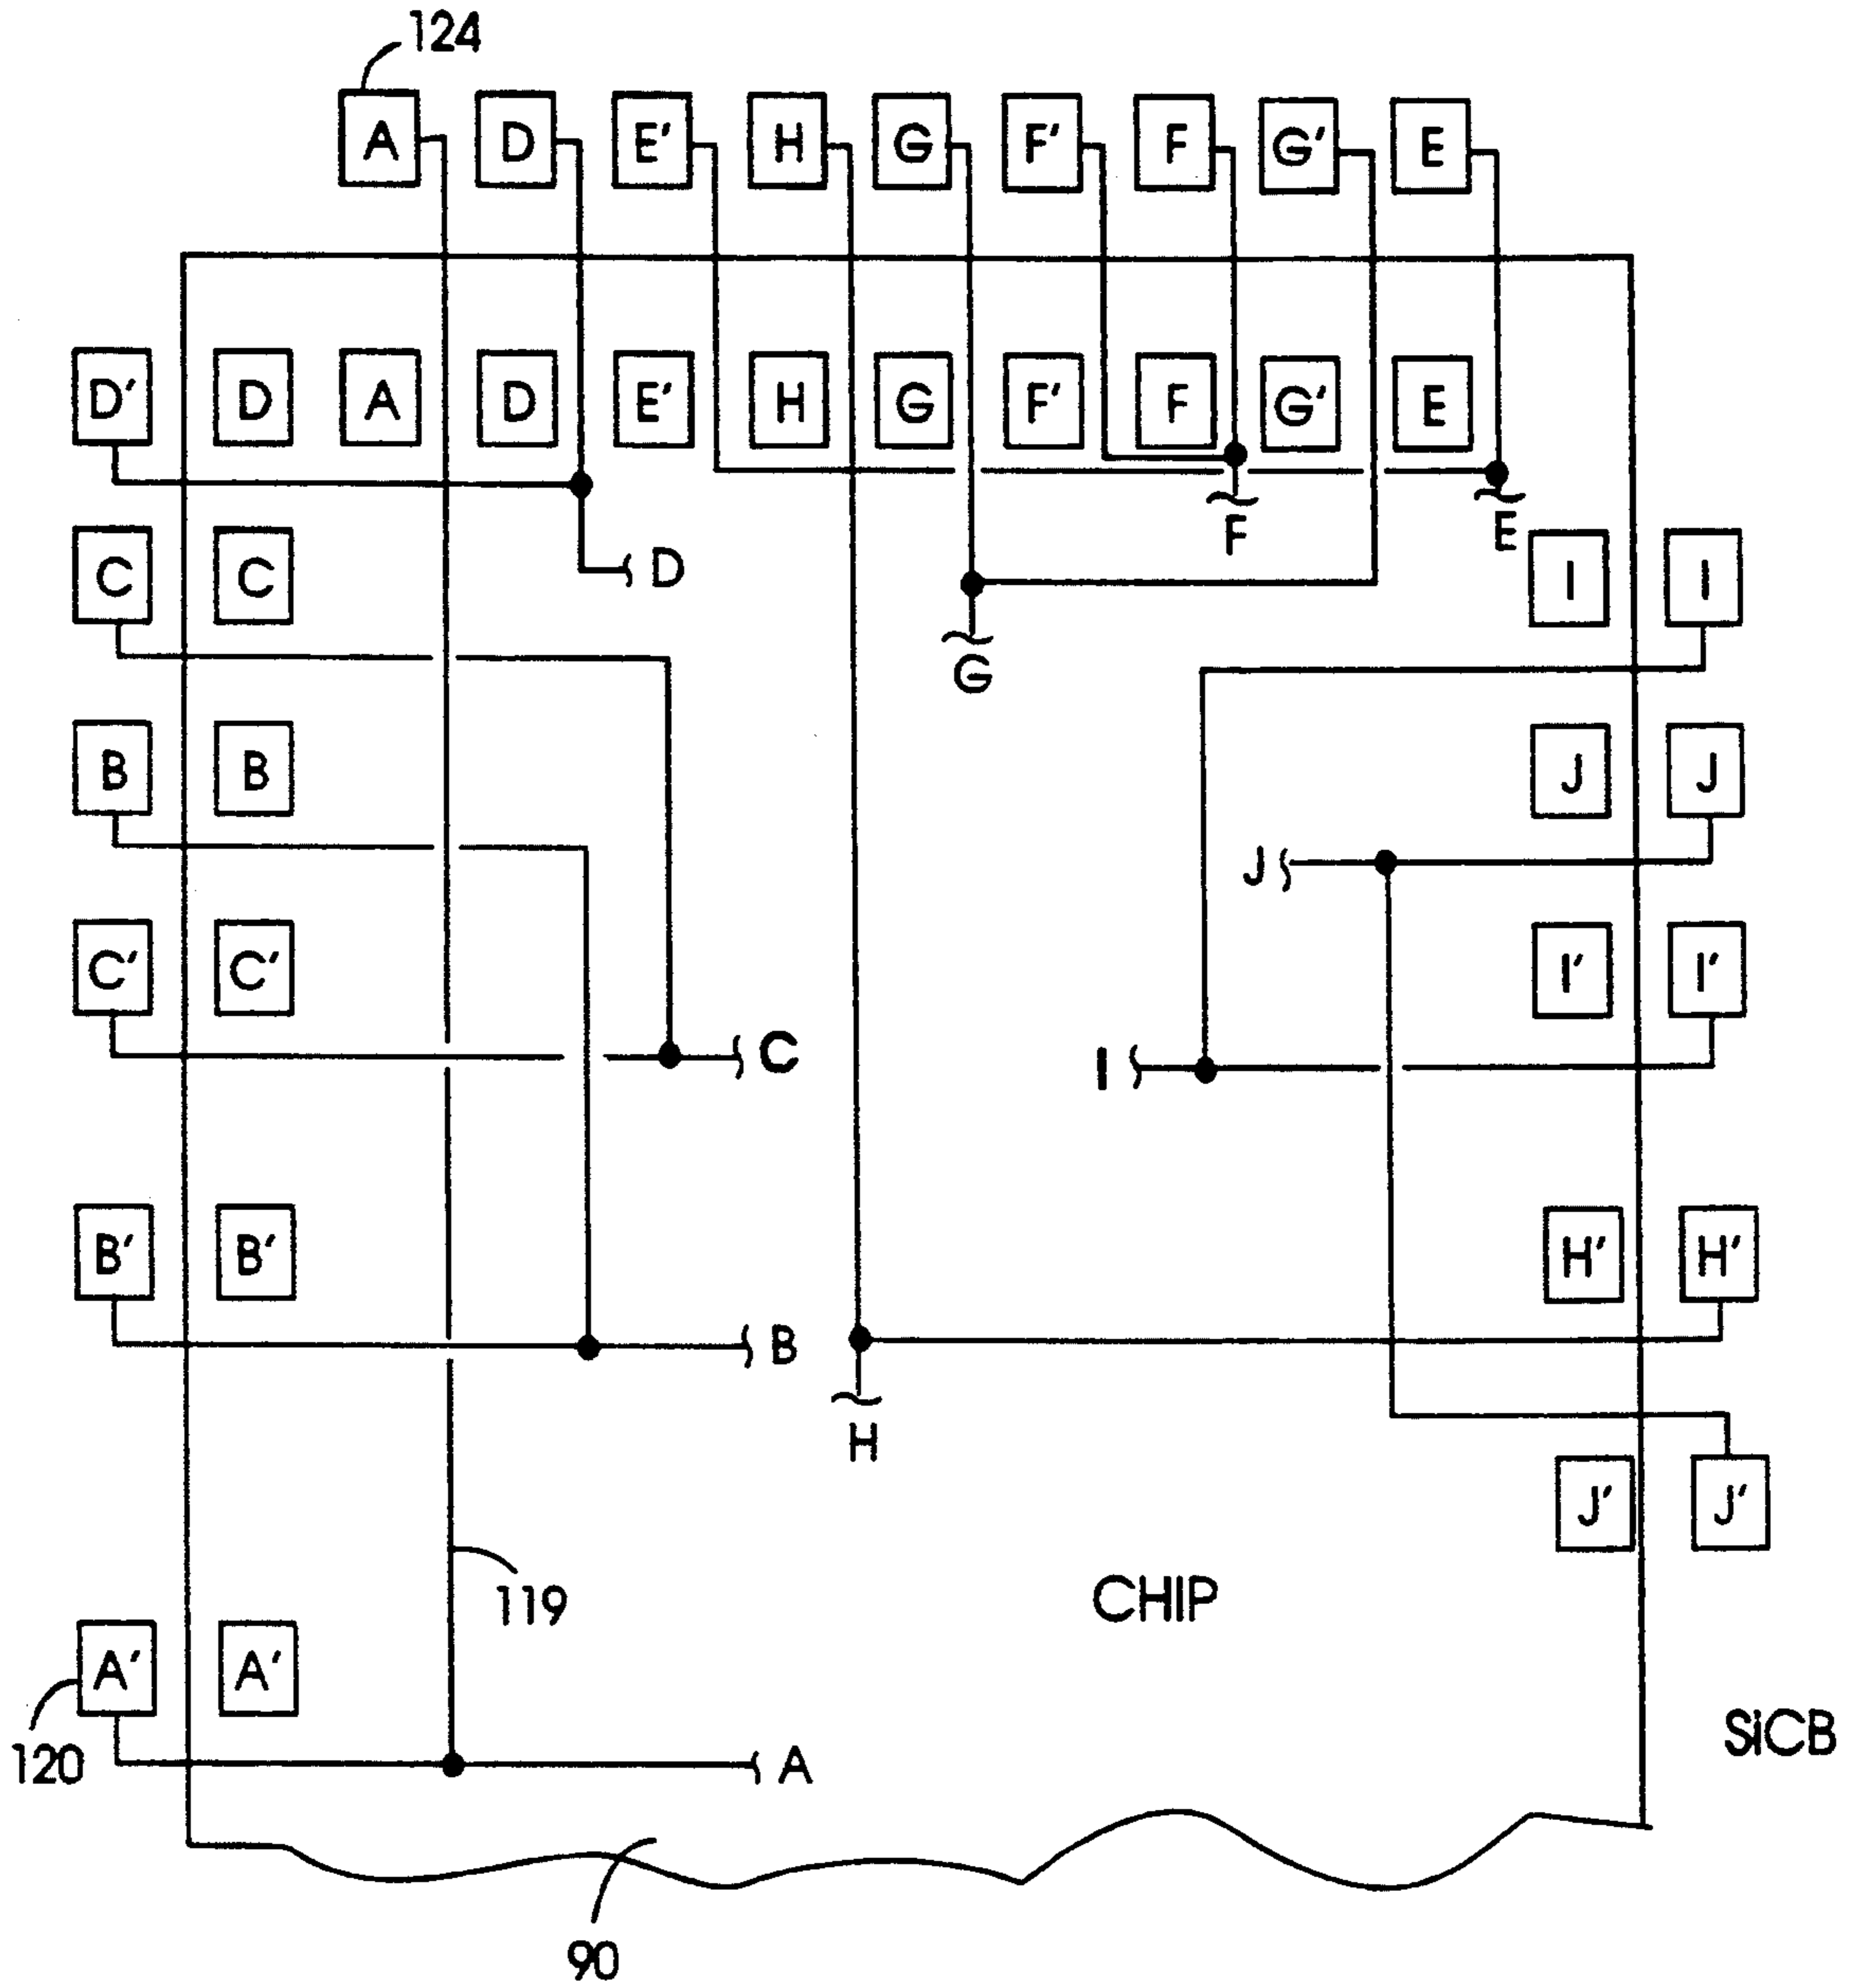 124
A D E' H G F' F G' E
D' D A D E' H G F' F G' E
F E
C C D I I
G
B B J J
J
C' C' I' I'
C I
B' B' H' H'
B
H
J' J'
119 CHIP
A' A'
SiCB
120 A
90